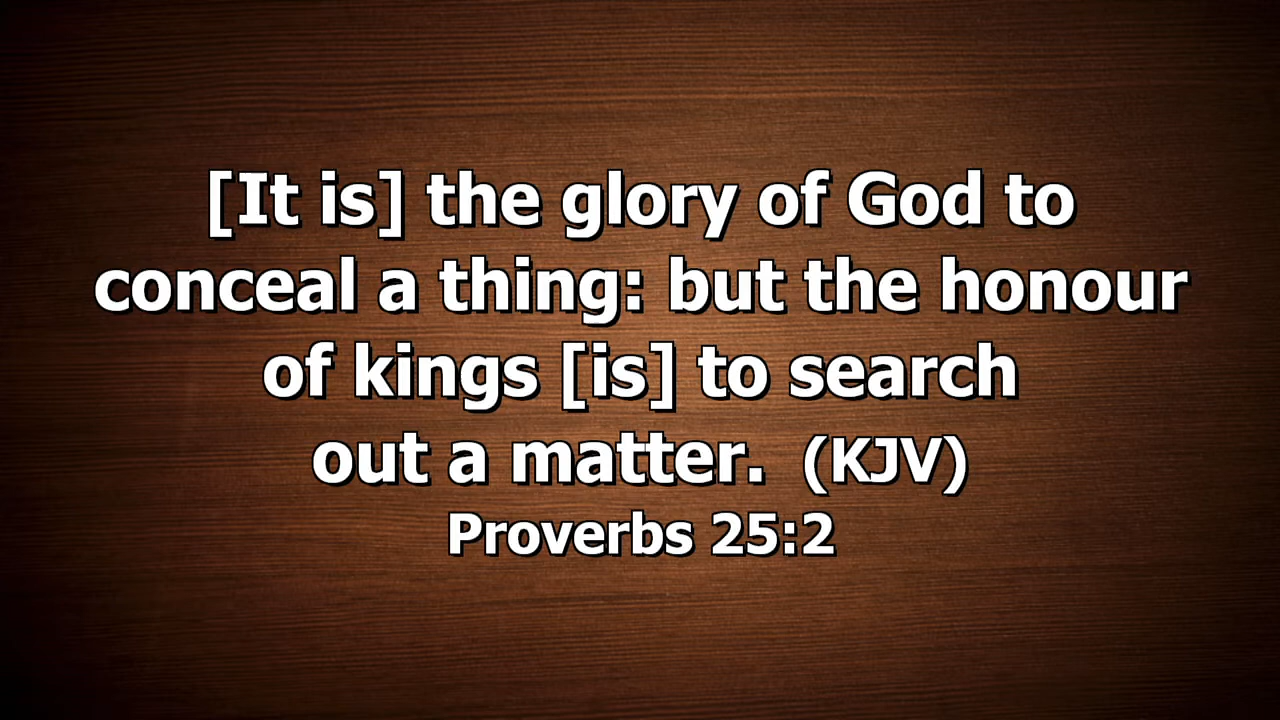 [It is] the glory of God to
conceal a thing: but the honour
of kings [is] to search
out a matter.  (KJV)
Proverbs 25:2